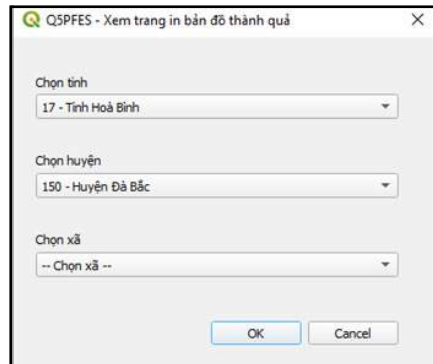 Q5PFES - Xem trang in bản đồ thành quả
Chọn tỉnh
17 - Tỉnh Hoà Bình
Chọn huyện
150 - Huyện Đà Bắc
Chọn xã
-- Chọn xã --
OK Cancel